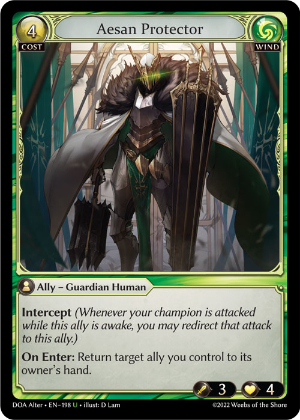 4
Aesan Protector
COST
WIND
Ally – Guardian Human
Intercept (Whenever your champion is attacked
while this ally is awake, you may redirect that attack
to this ally.)
On Enter: Return target ally you control to its
owner's hand.
3
4
DOA Alter • EN-198 U • illust: D Lam
©2022 Weebs of the Shore